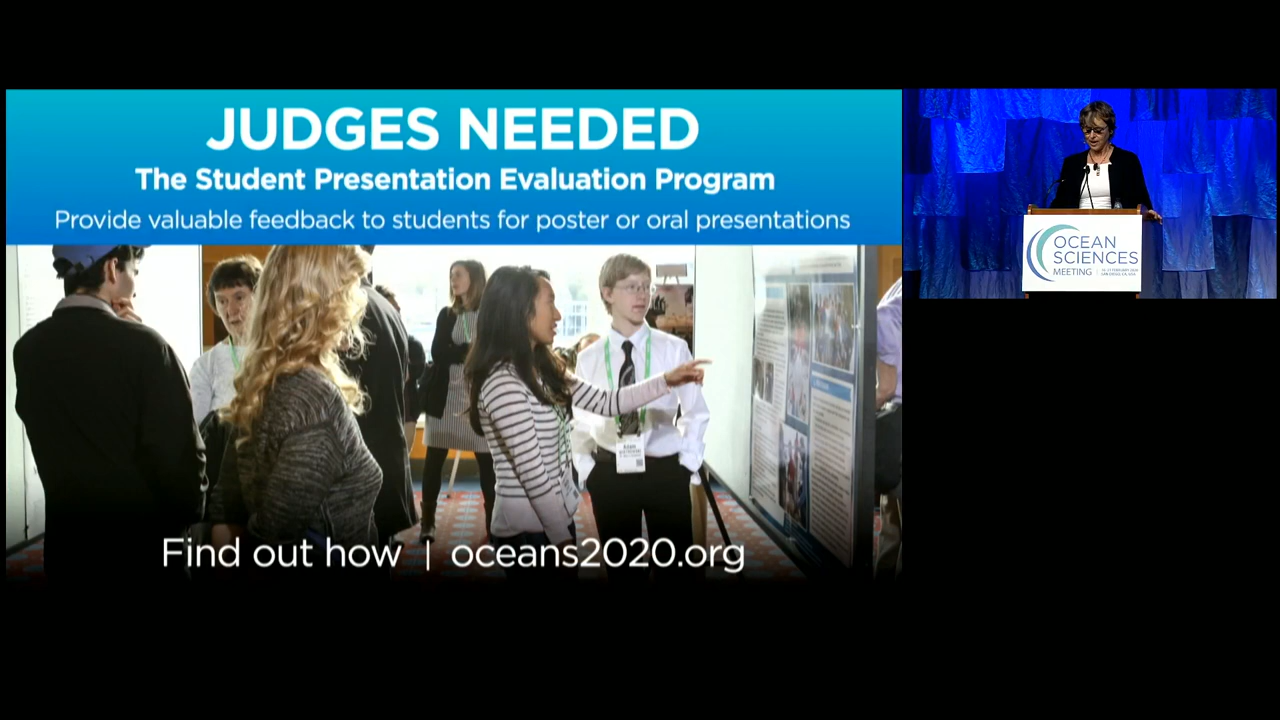 JUDGES NEEDED
The Student Presentation Evaluation Program
Provide valuable feedback to students for poster or oral presentations
Find out how | oceans2020.org
OCEAN
SCIENCES
MEETING